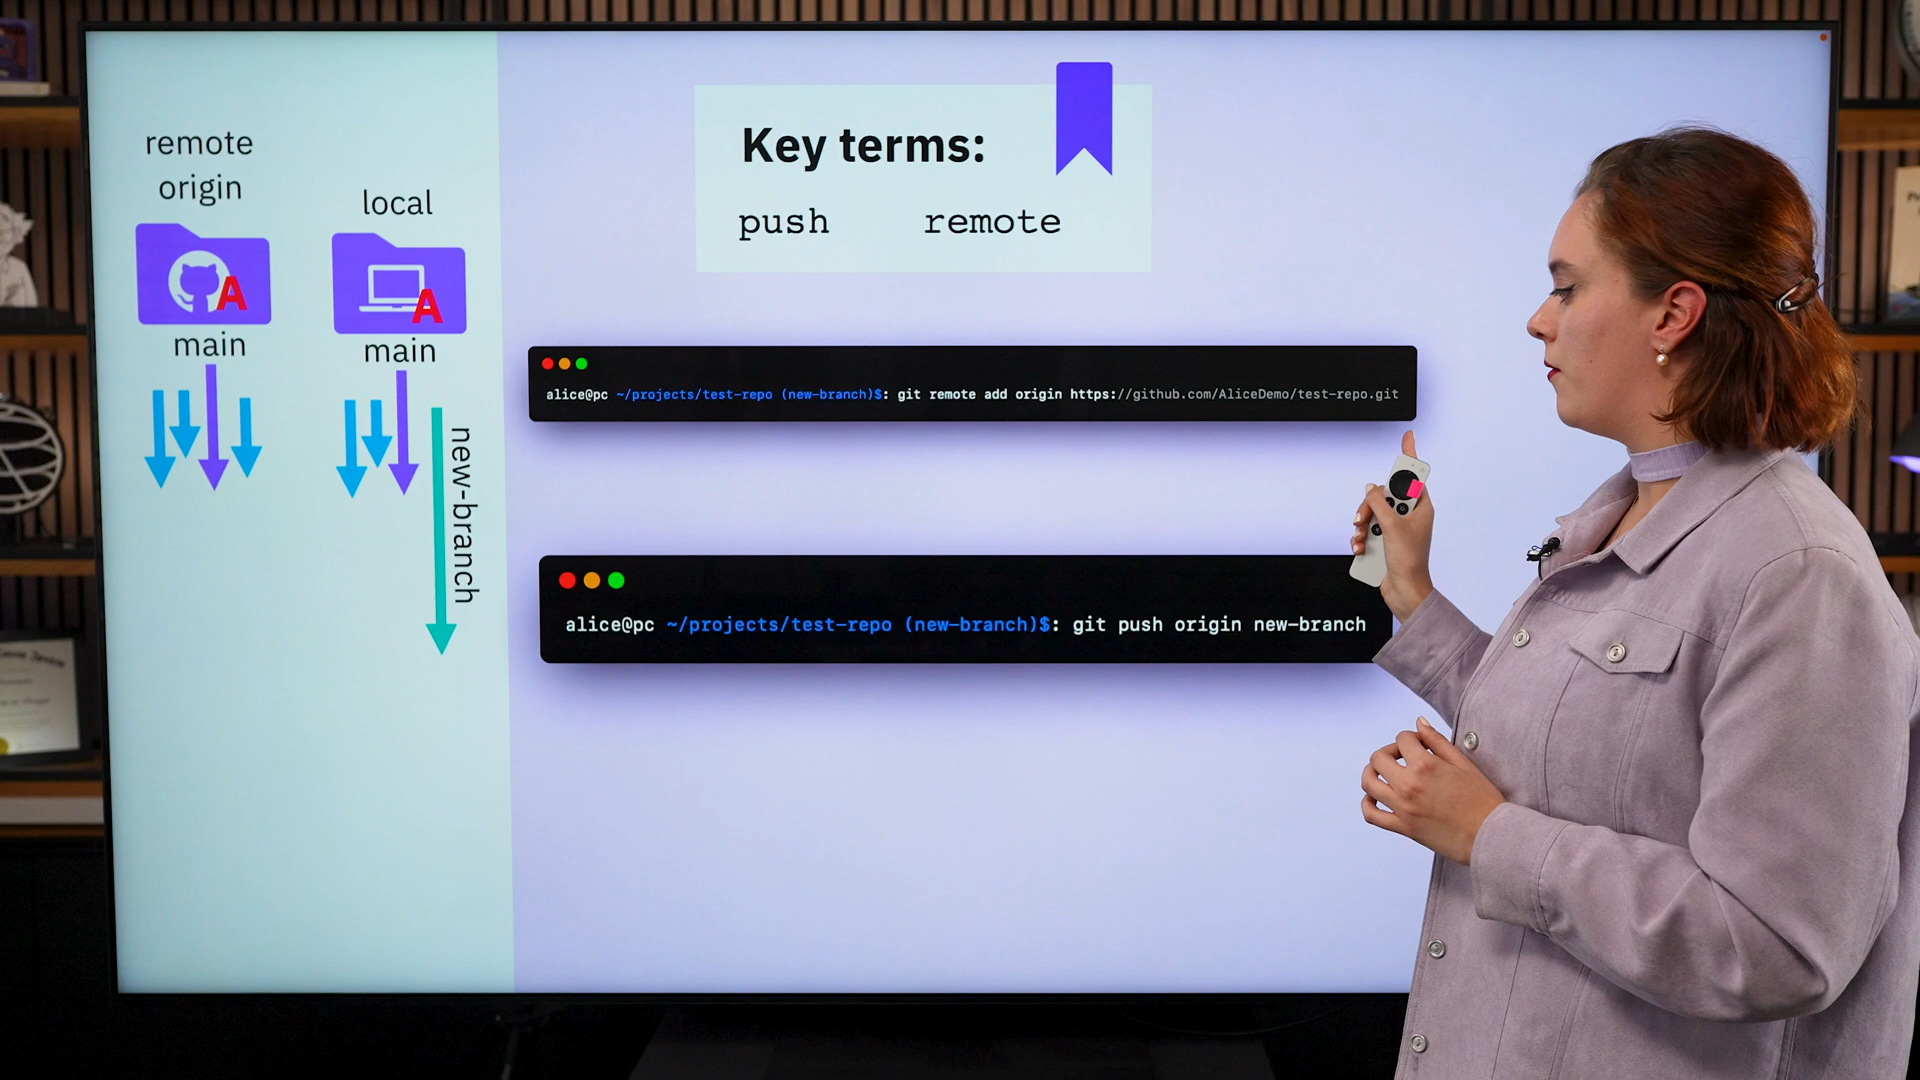 remote
origin
local
A
A
main
main
new-branch
Key terms:
push remote
alice@pc ~/projects/test-repo (new-branch)$: git remote add origin https://github.com/AliceDemo/test-repo.git
alice@pc ~/projects/test-repo (new-branch)$: git push origin new-branch